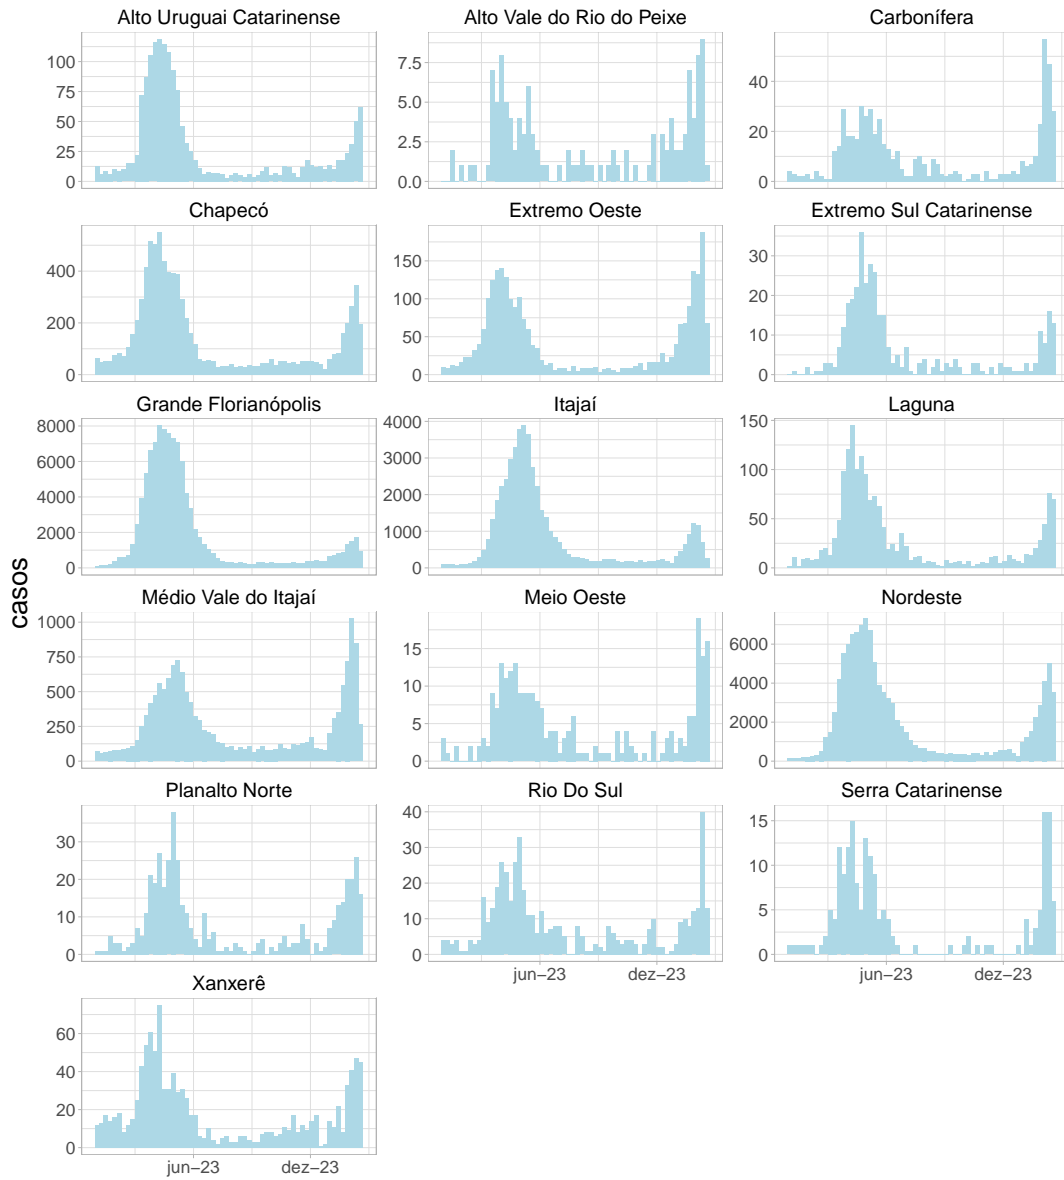 Alto Uruguai Catarinense
Alto Vale do Rio do Peixe
Carbonífera
100
75
50
25
0
7.5
5.0
2.5
0.0
40
20
0
Chapecó
Extremo Oeste
Extremo Sul Catarinense
400
200
0
150
100
50
0
30
20
10
0
Grande Florianópolis
Itajaí
Laguna
8000
6000
4000
2000
0
4000
3000
2000
1000
0
150
100
50
0
casos
Médio Vale do Itajaí
Meio Oeste
Nordeste
1000
750
500
250
0
15
10
5
0
6000
4000
2000
0
Planalto Norte
Rio Do Sul
Serra Catarinense
30
20
10
0
40
30
20
10
0
15
10
5
0
jun−23
dez−23
jun−23
dez−23
Xanxerê
60
40
20
0
jun−23
dez−23